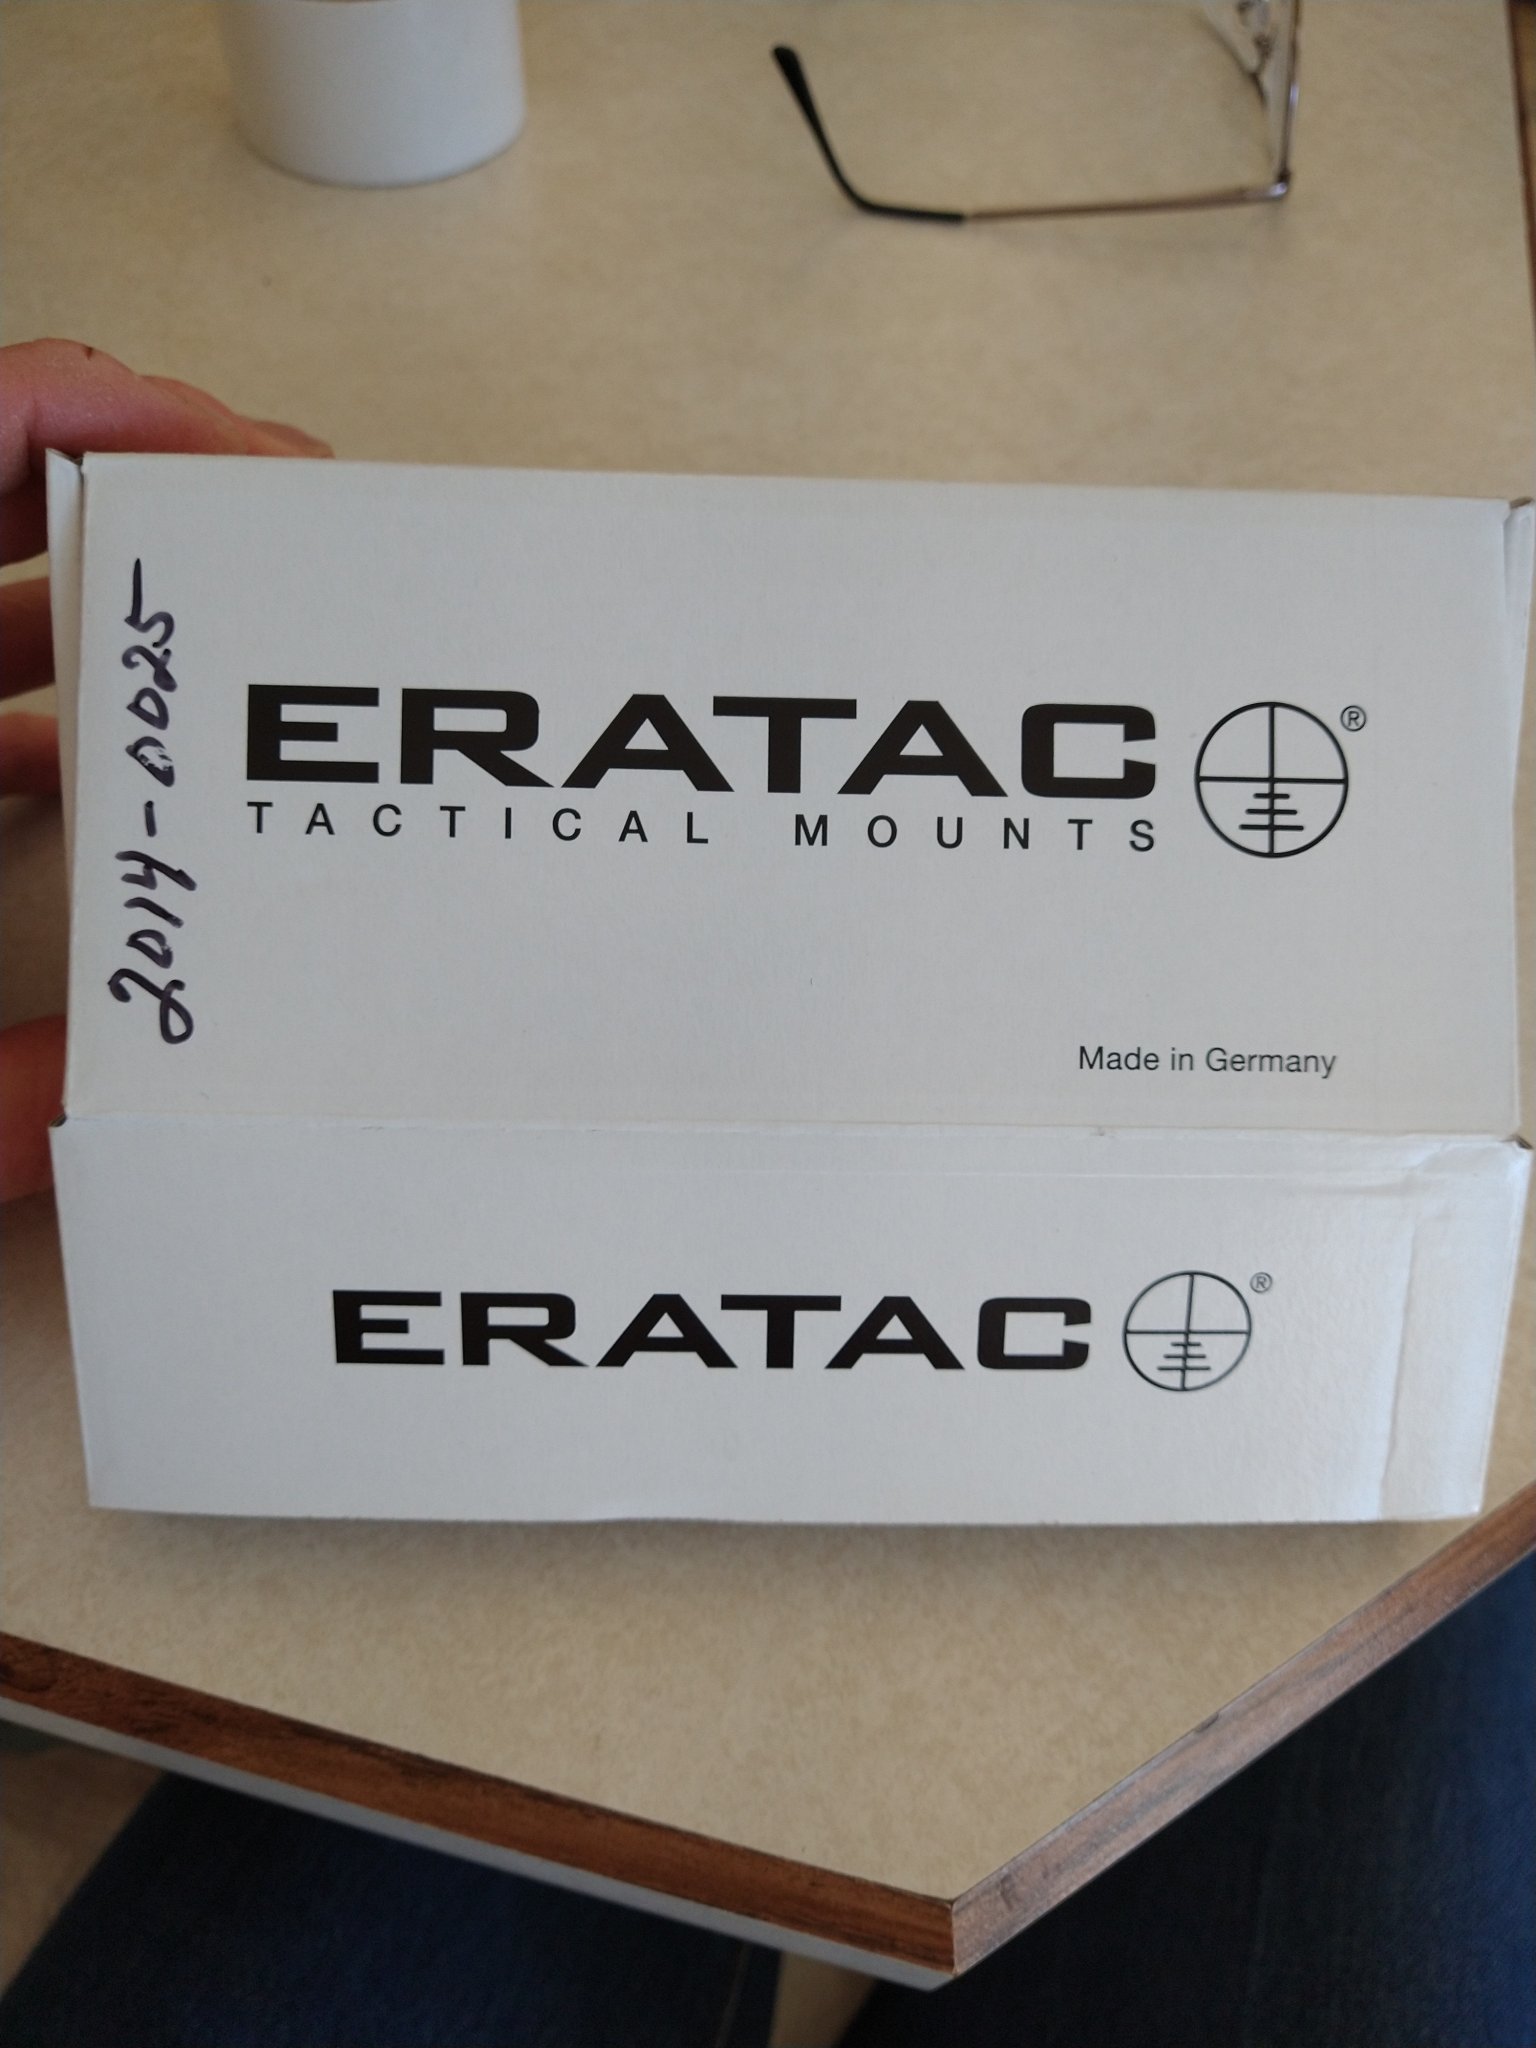 2014-0025
ERATAC ®
TACTICAL MOUNTS
Made in Germany
ERATAC ®